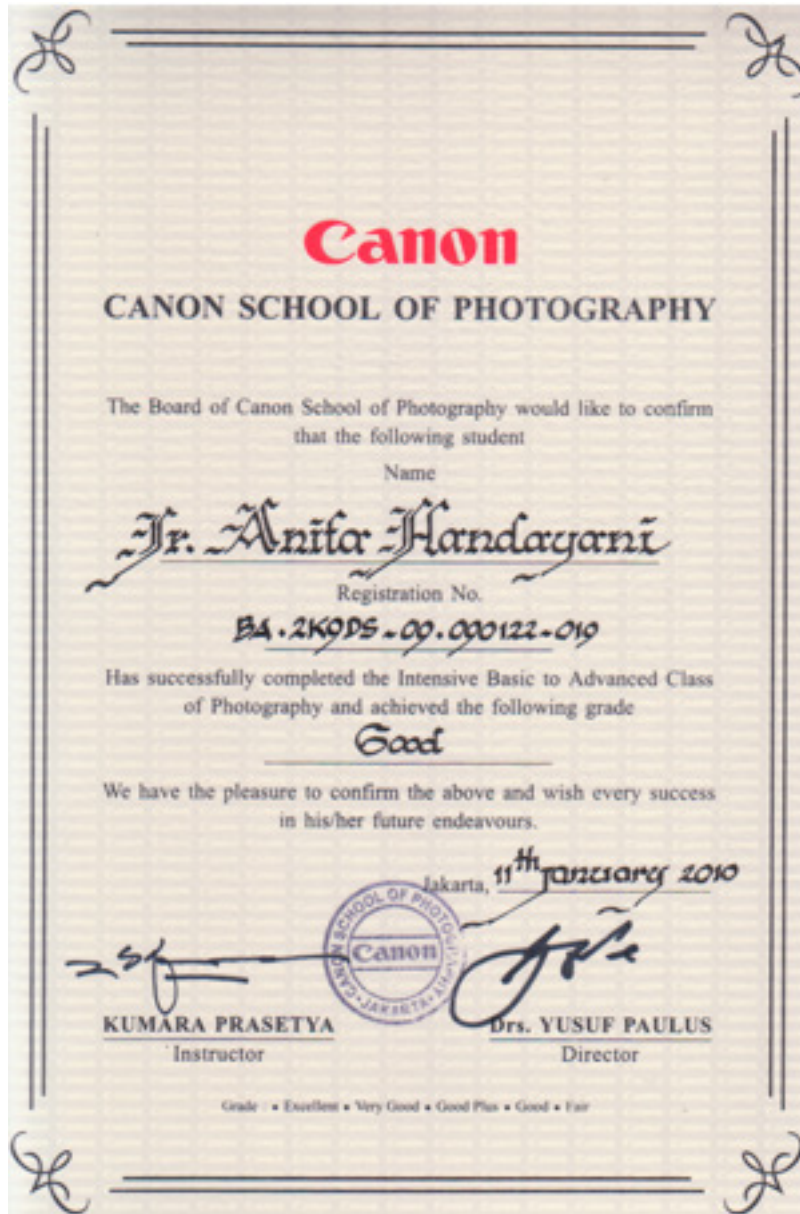 Canon
CANON SCHOOL OF PHOTOGRAPHY
The Board of Canon School of Photography would like to confirm
that the following student
Name
Ir. Anita Handayani
Registration No.
BA.2K9DS-09.090122-019
Has successfully completed the Intensive Basic to Advanced Class
of Photography and achieved the following grade
Good
We have the pleasure to confirm the above and wish every success
in his/her future endeavours.
Jakarta, 11th January 2010
CANON SCHOOL OF PHOTOGRAPHY
Canon
JAKARTA
KUMARA PRASETYA Drs. YUSUF PAULUS
Instructor Director
Grade : • Excellent • Very Good • Good Plus • Good • Fair